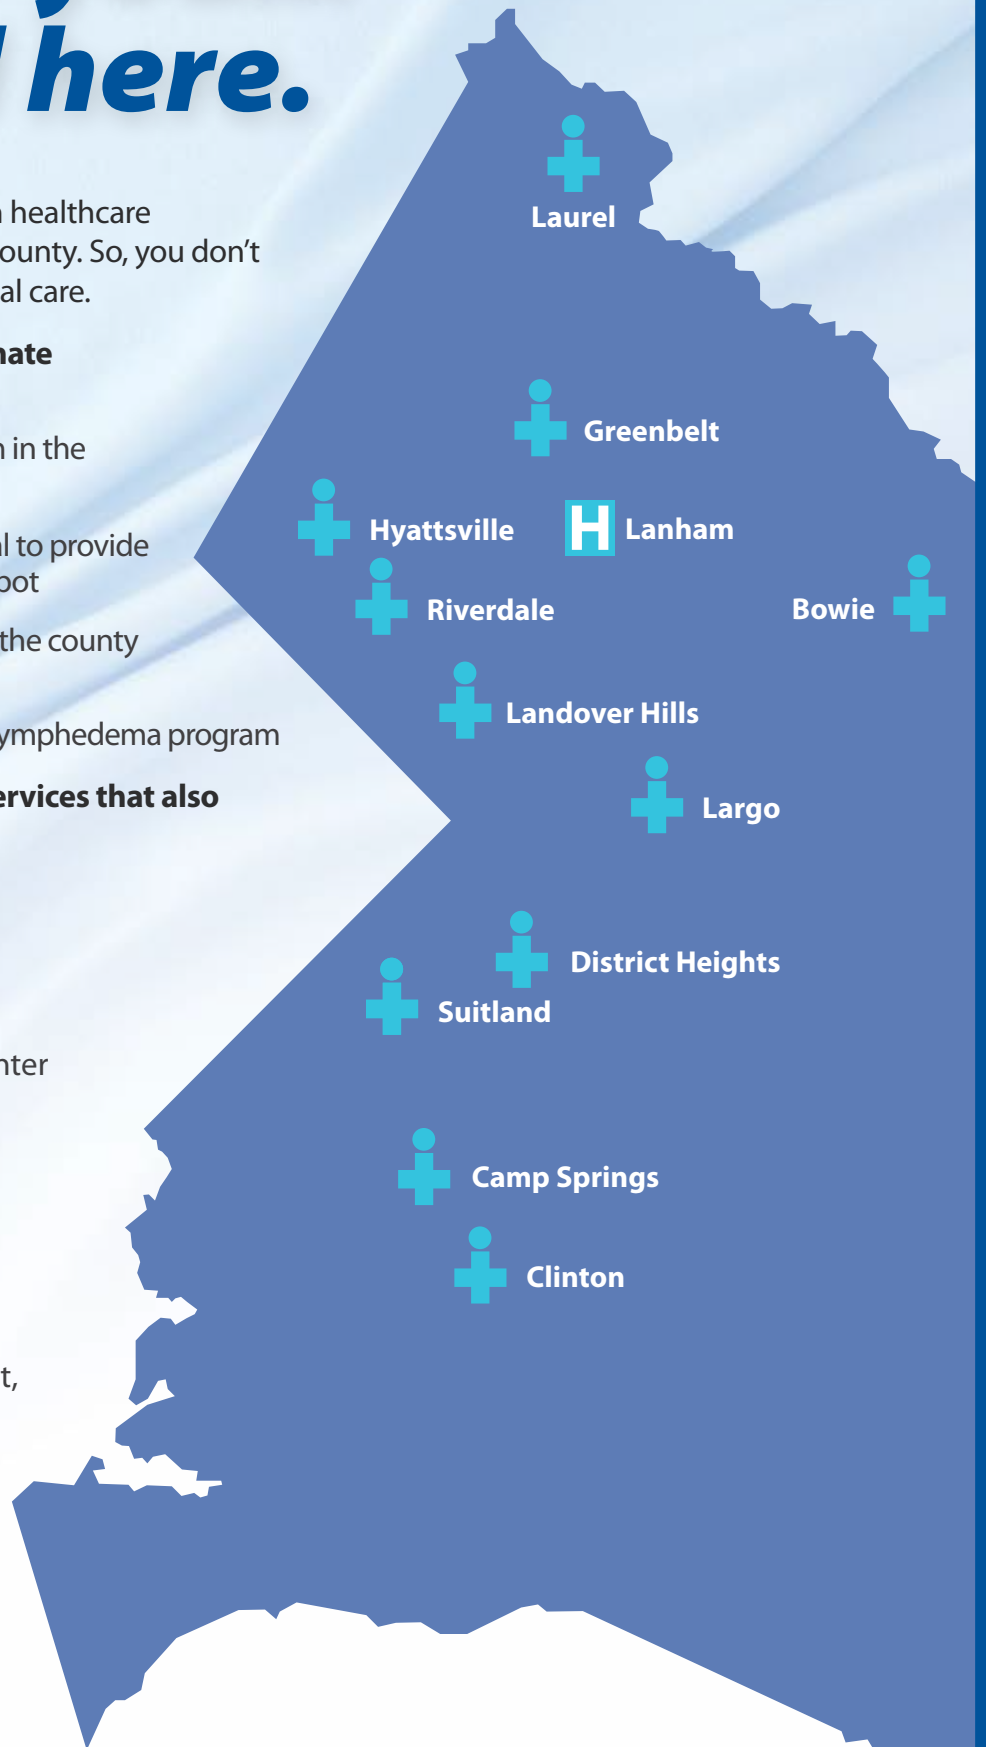 here.
healthcare
ounty. So, you don't
al care.
nate
in the
l to provide
oot
the county
ymphedema program
ervices that also
nter
t,
Laurel
Greenbelt
Hyattsville
H Lanham
Riverdale
Bowie
Landover Hills
Largo
District Heights
Suitland
Camp Springs
Clinton